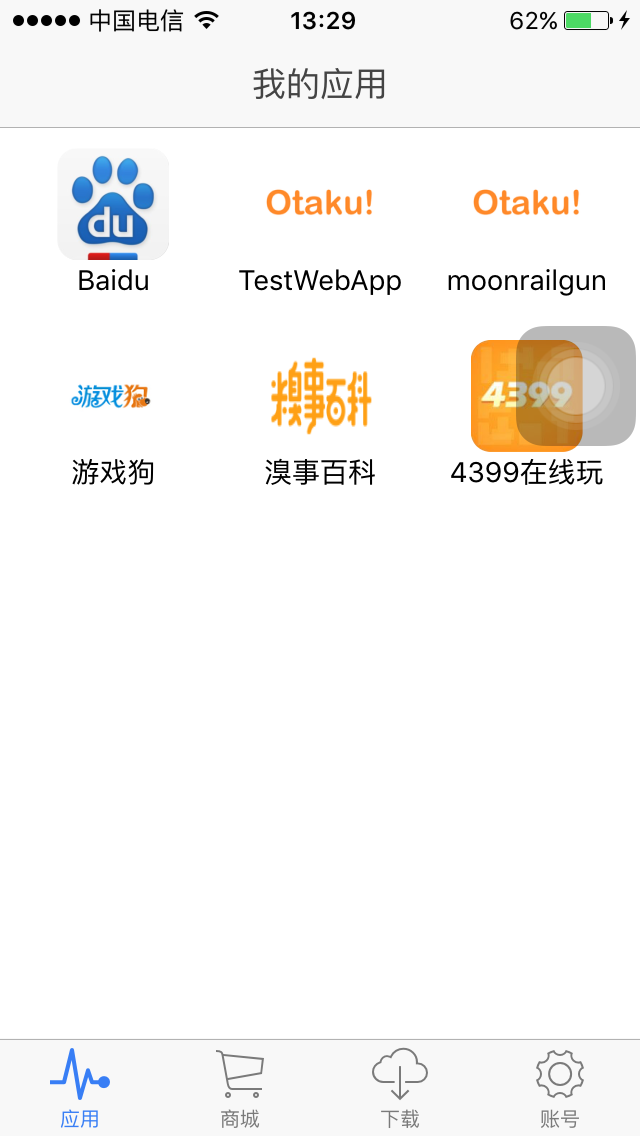 中国电信 13:29 62%
我的应用
du Otaku! Otaku!
Baidu TestWebApp moonrailgun
游戏狗 糗事百科 4399
游戏狗 溴事百科 4399在线玩
应用 商城 下载 账号